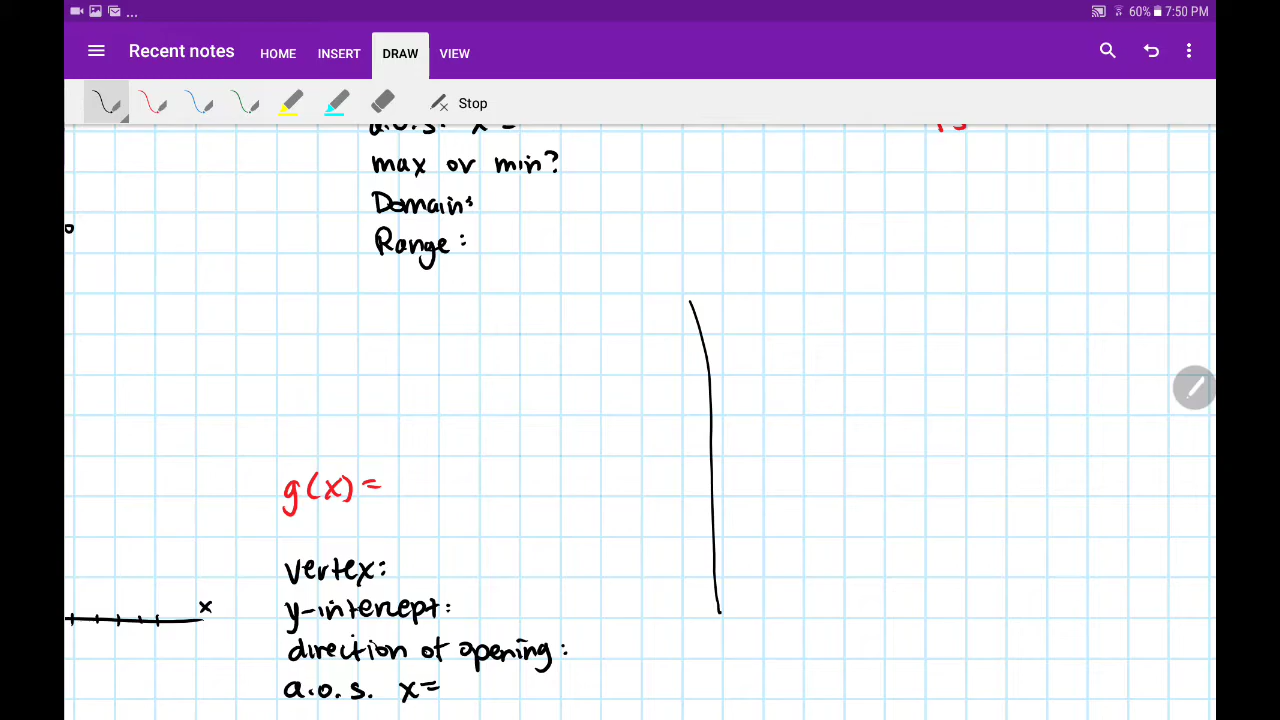 ... 60% 7:50 PM
Recent notes HOME INSERT DRAW VIEW
Stop
a.o.s. x =
max or min?
Domain:
Range:
g(x) =
vertex:
y-intercept:
x
direction of opening:
a.o.s. x=